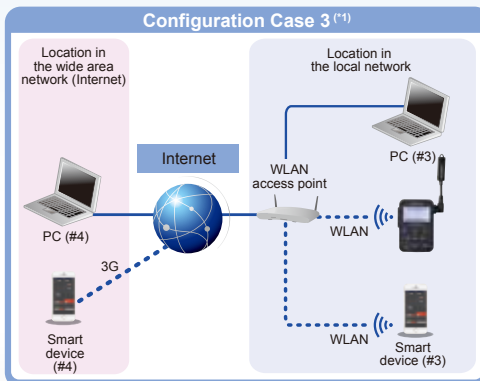 Configuration Case 3 (*1)
Location in
the wide area
network (Internet)
Location in
the local network
Internet
WLAN
access point
PC (#3)
PC (#4)
WLAN
3G
Smart
device
(#4)
WLAN
Smart
device (#3)